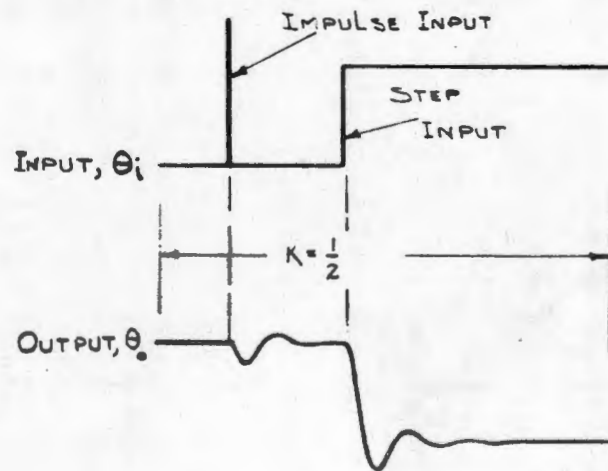 IMPULSE INPUT
STEP
INPUT
INPUT, θi
K = 1/2
OUTPUT, θo